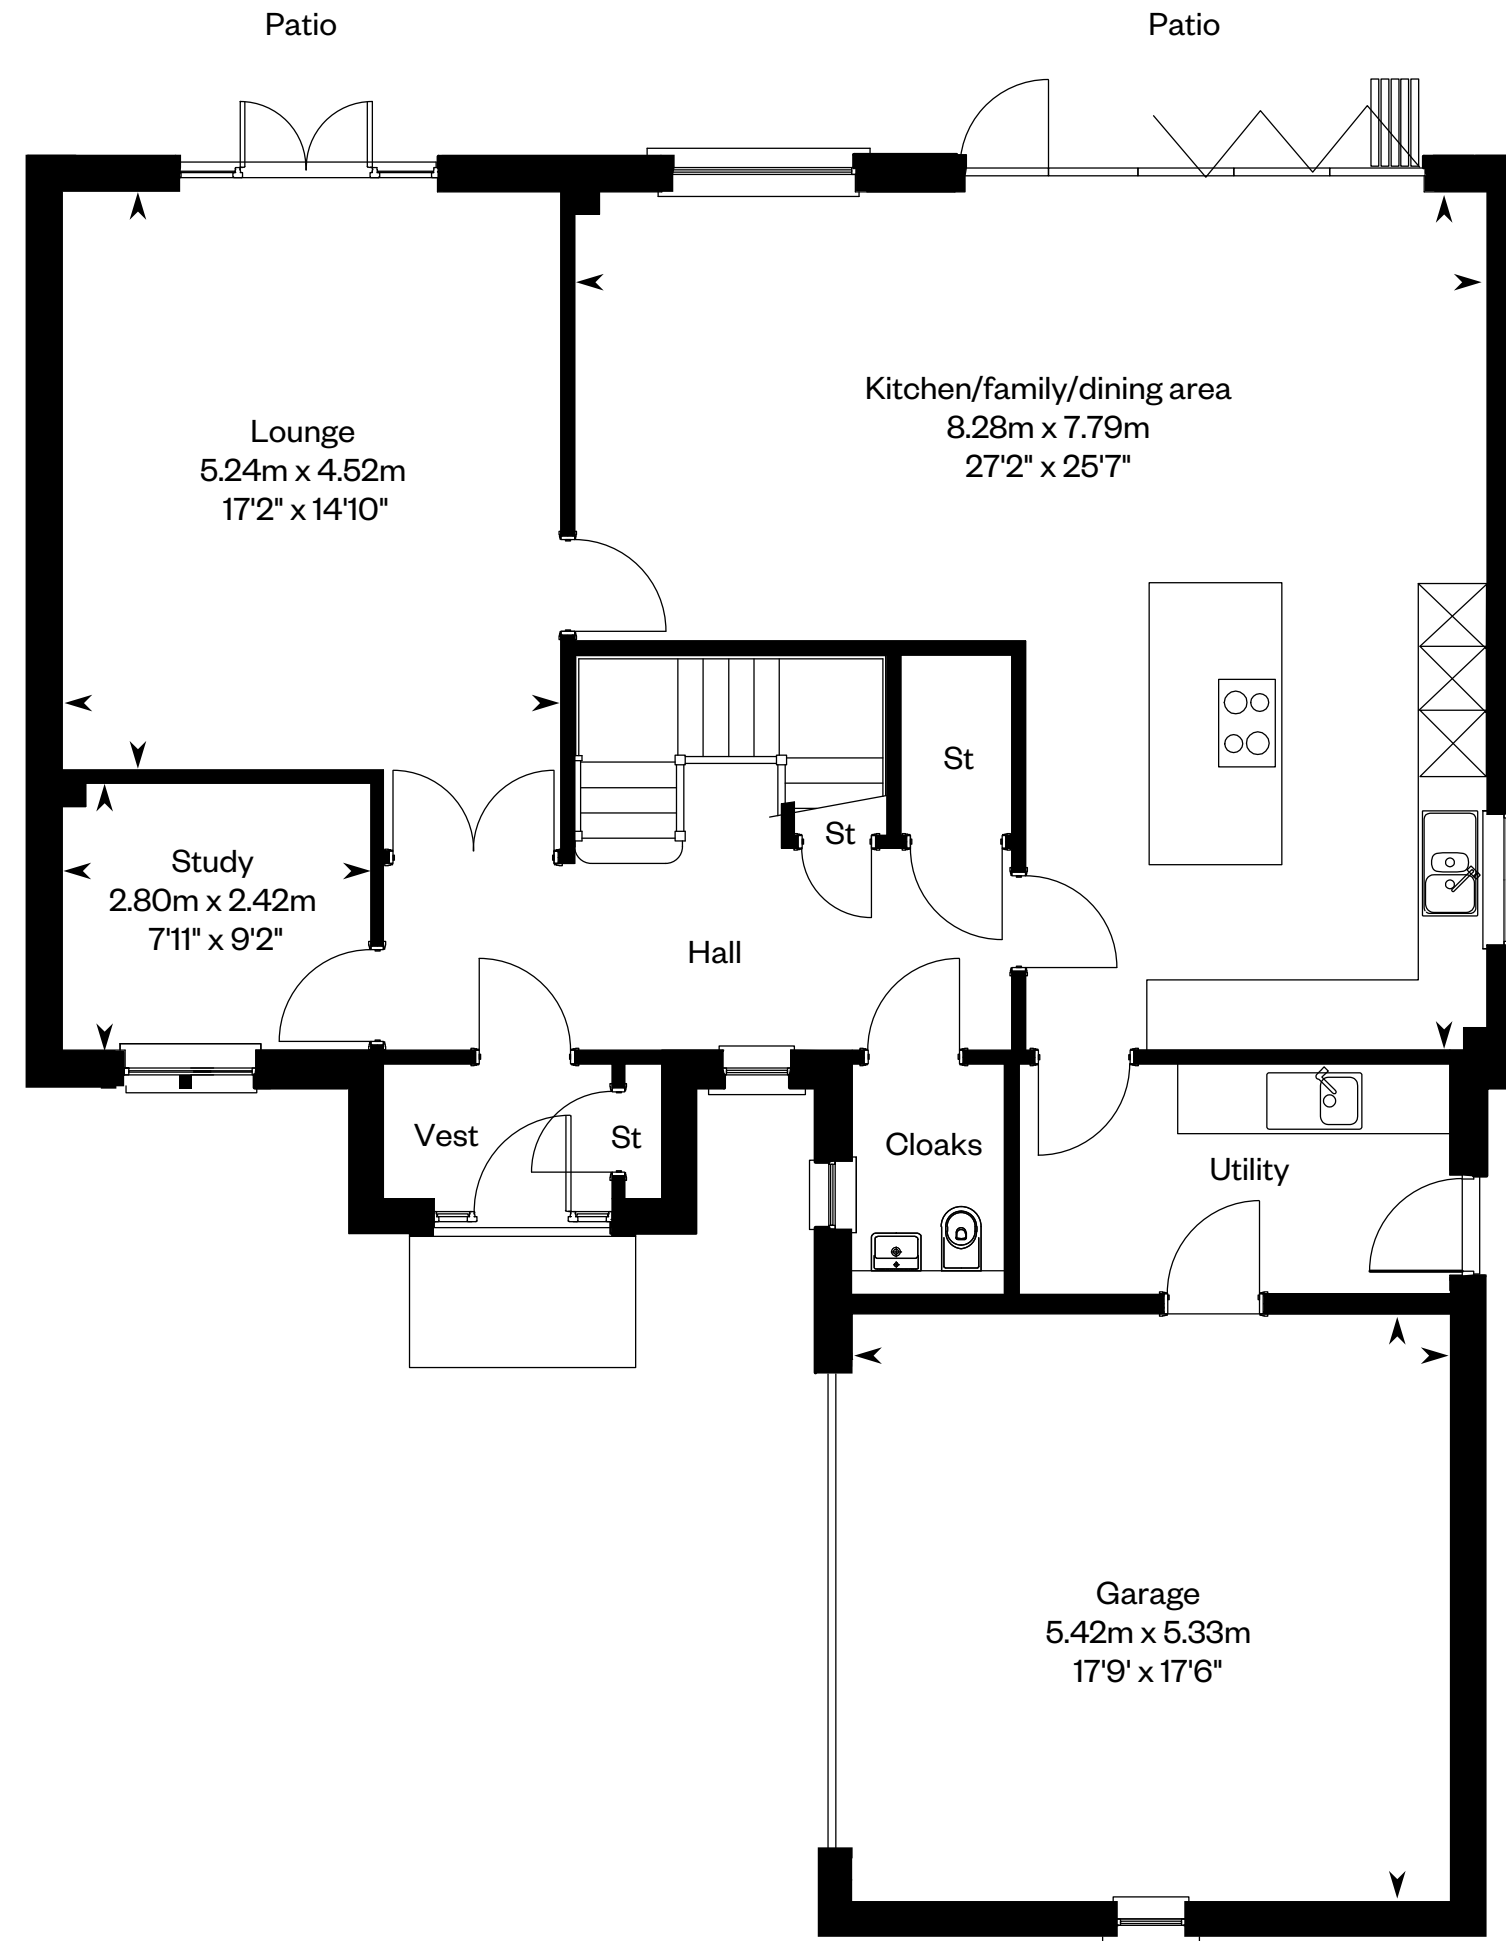 Patio
Patio
Kitchen/family/dining area
8.28m x 7.79m
27'2" x 25'7"
Lounge
5.24m x 4.52m
17'2" x 14'10"
St
St
Study
2.80m x 2.42m
7'11" x 9'2"
Hall
Vest
St
Cloaks
Utility
Garage
5.42m x 5.33m
17'9' x 17'6"